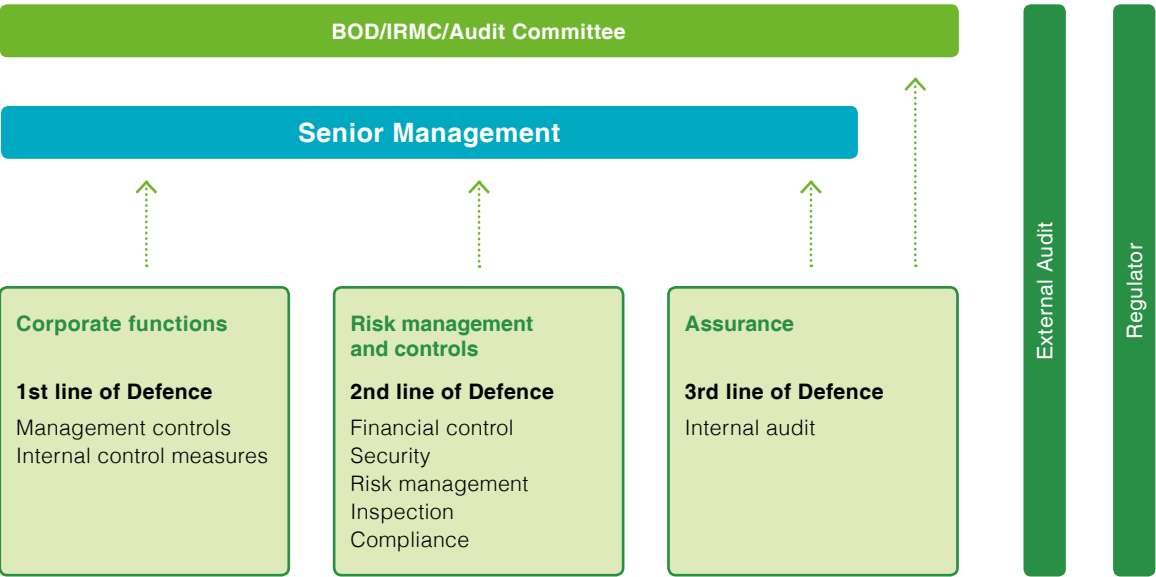 BOD/IRMC/Audit Committee
Senior Management
Corporate functions
1st line of Defence
Management controls
Internal control measures
Risk management
and controls
2nd line of Defence
Financial control
Security
Risk management
Inspection
Compliance
Assurance
3rd line of Defence
Internal audit
External Audit
Regulator